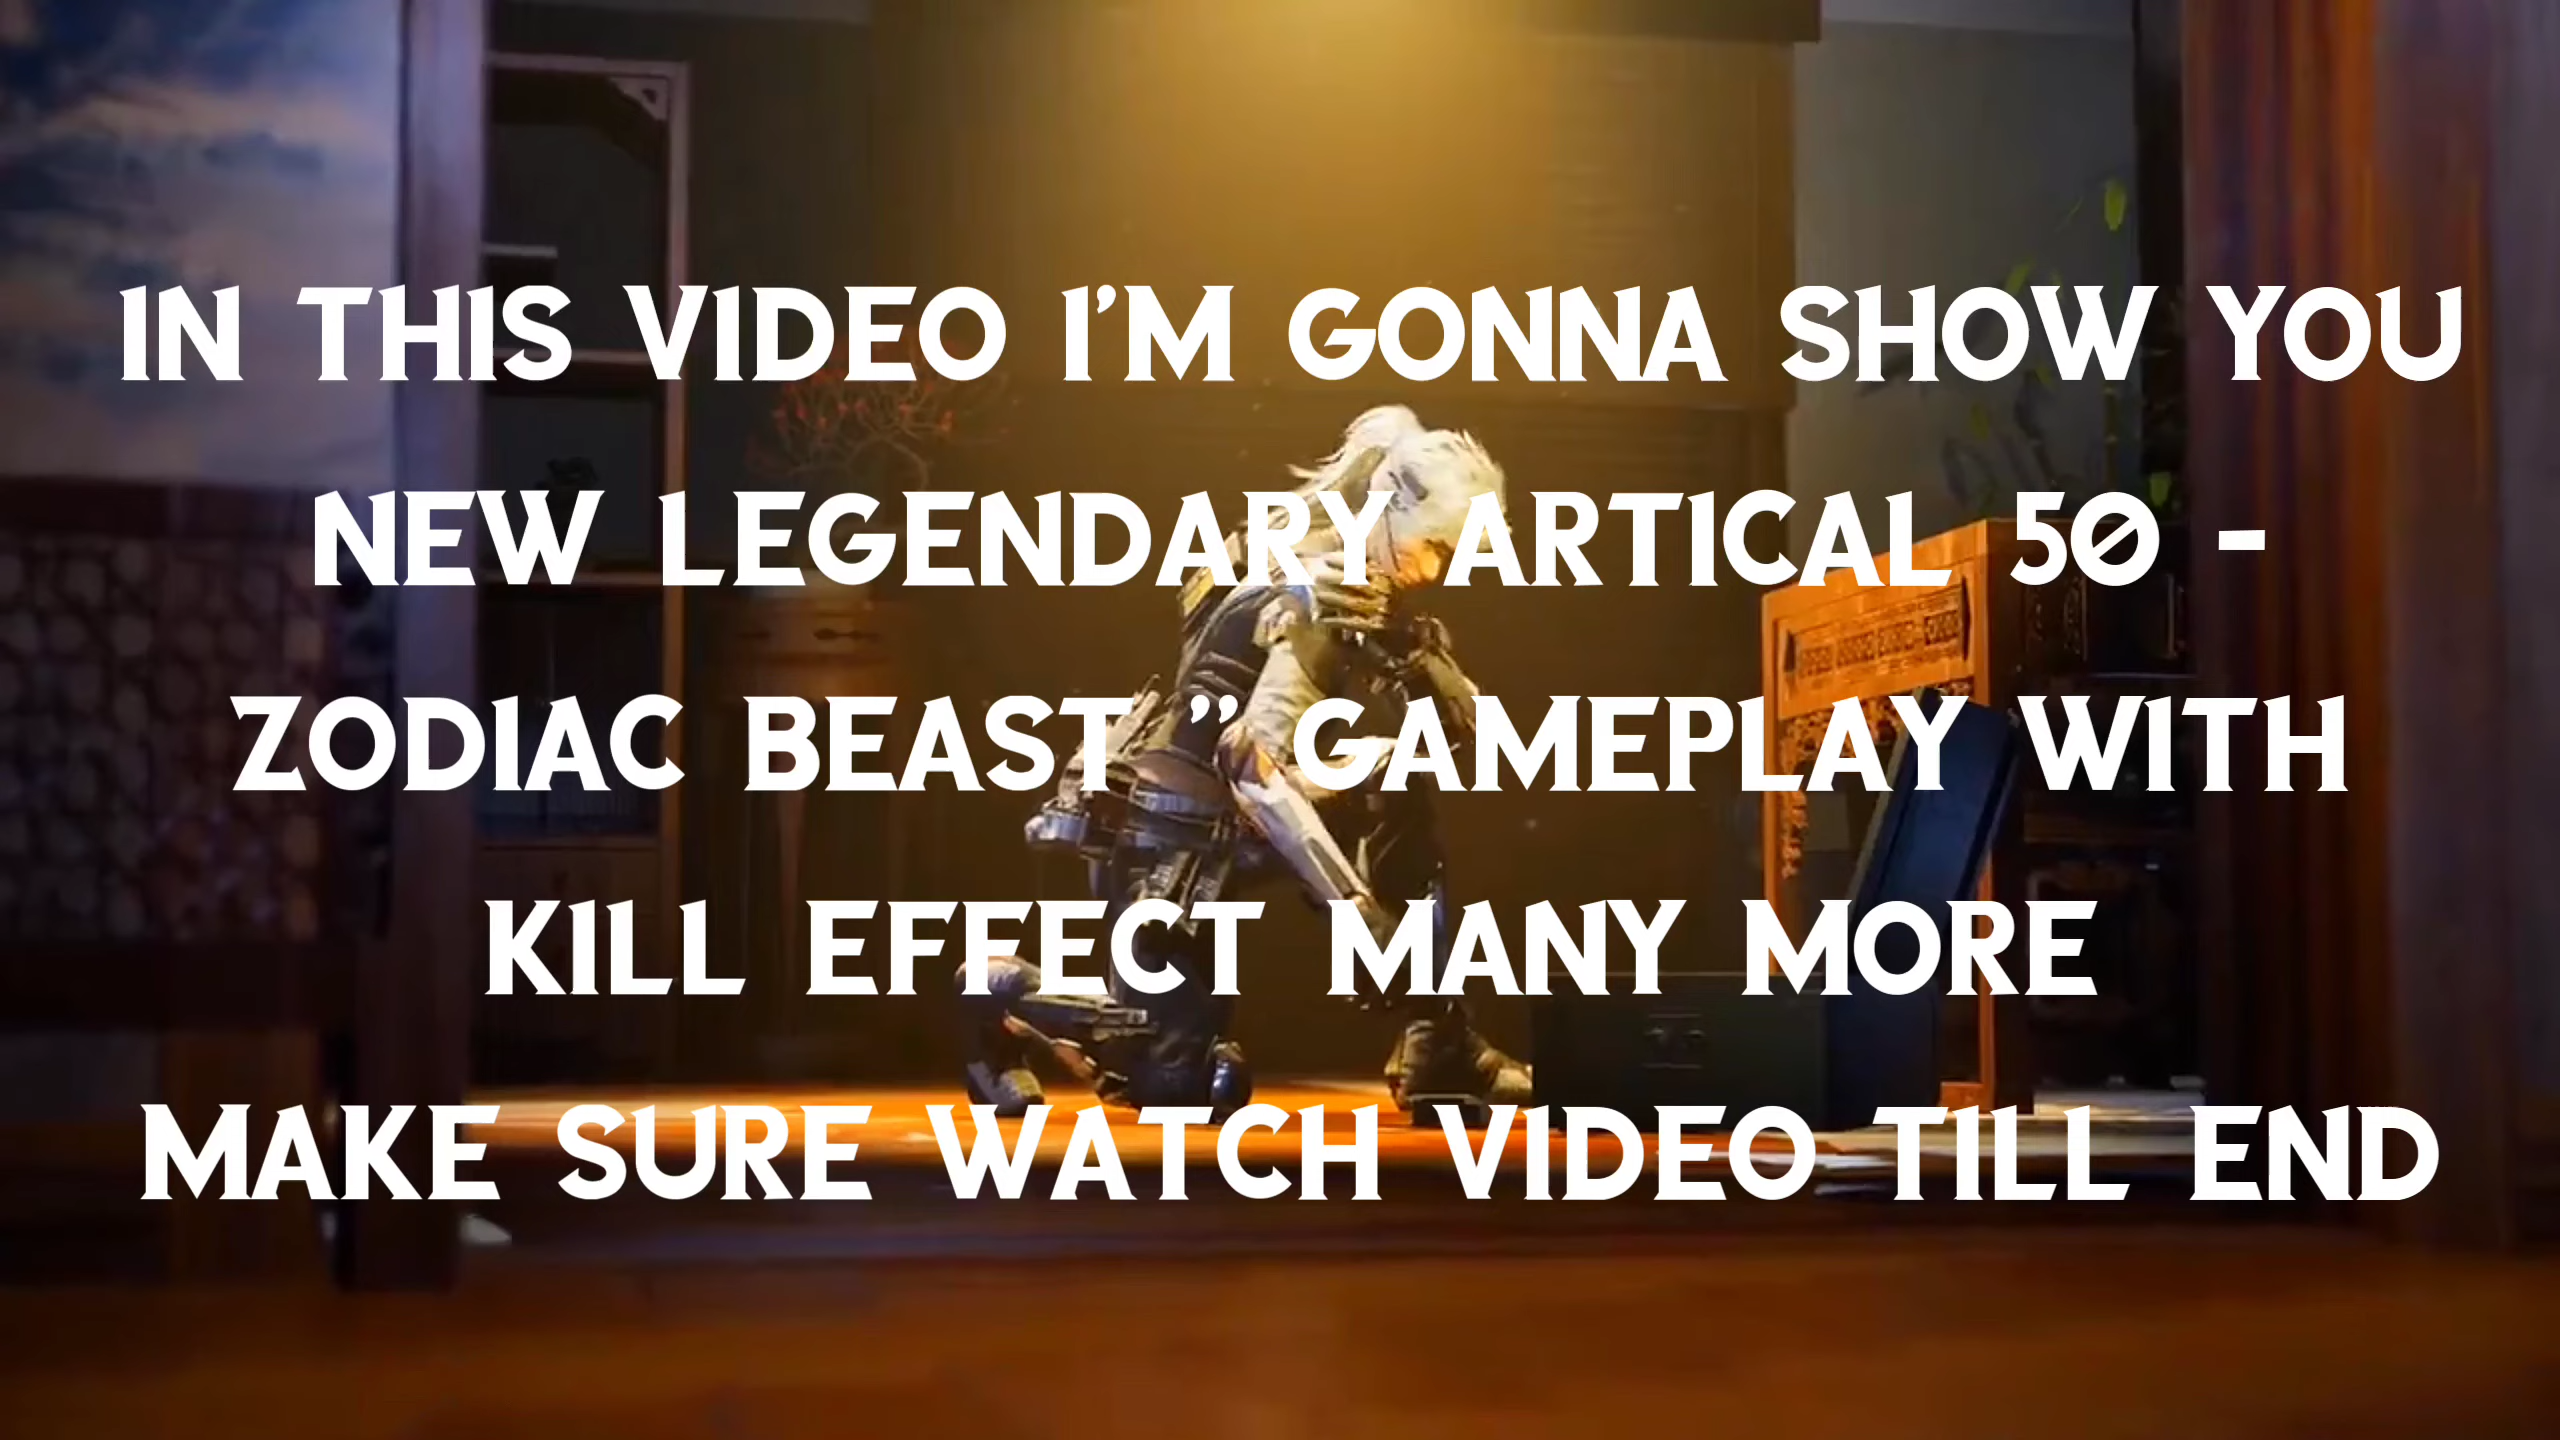 IN THIS VIDEO I'M GONNA SHOW YOU
NEW LEGENDARY ARTICAL 50 -
ZODIAC BEAST " GAMEPLAY WITH
KILL EFFECT MANY MORE
MAKE SURE WATCH VIDEO TILL END